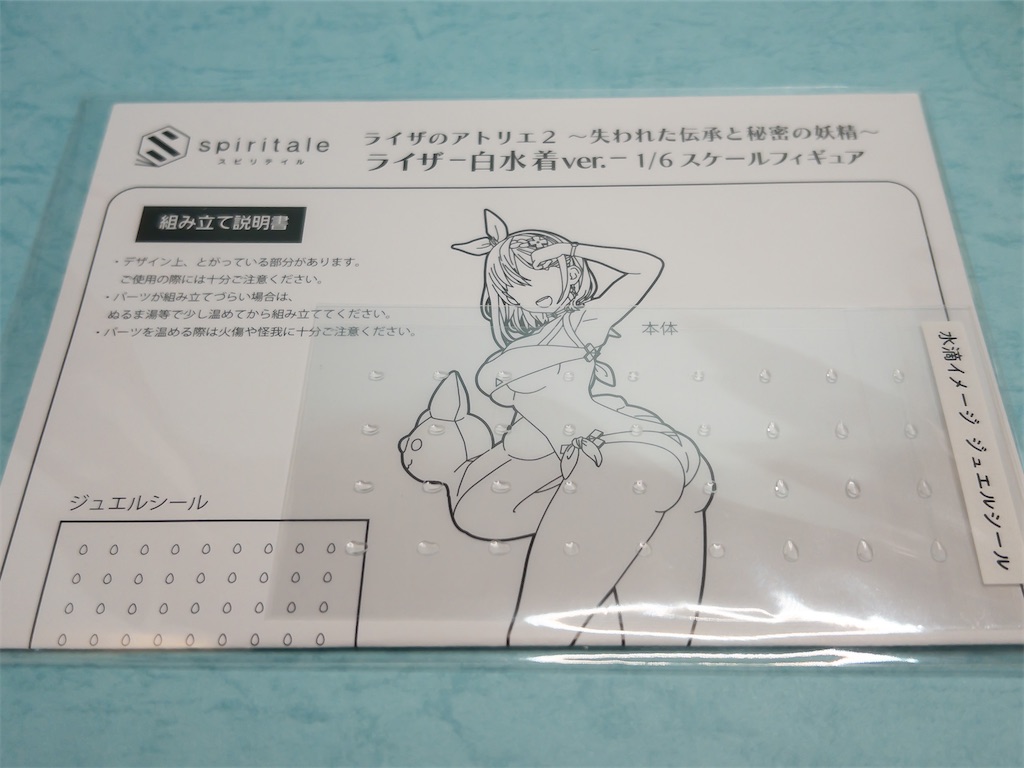 spiritale
スピリテイル
ライザのアトリエ2 ～失われた伝承と秘密の妖精～
ライザ−白水着ver.− 1/6 スケールフィギュア
組み立て説明書
・デザイン上、とがっている部分があります。
ご使用の際には十分ご注意ください。
・パーツが組み立てづらい場合は、
ぬるま湯等で少し温めてから組み立ててください。
・パーツを温める際は火傷や怪我に十分ご注意ください。
本体
水滴イメージ ジュエルシール
ジュエルシール